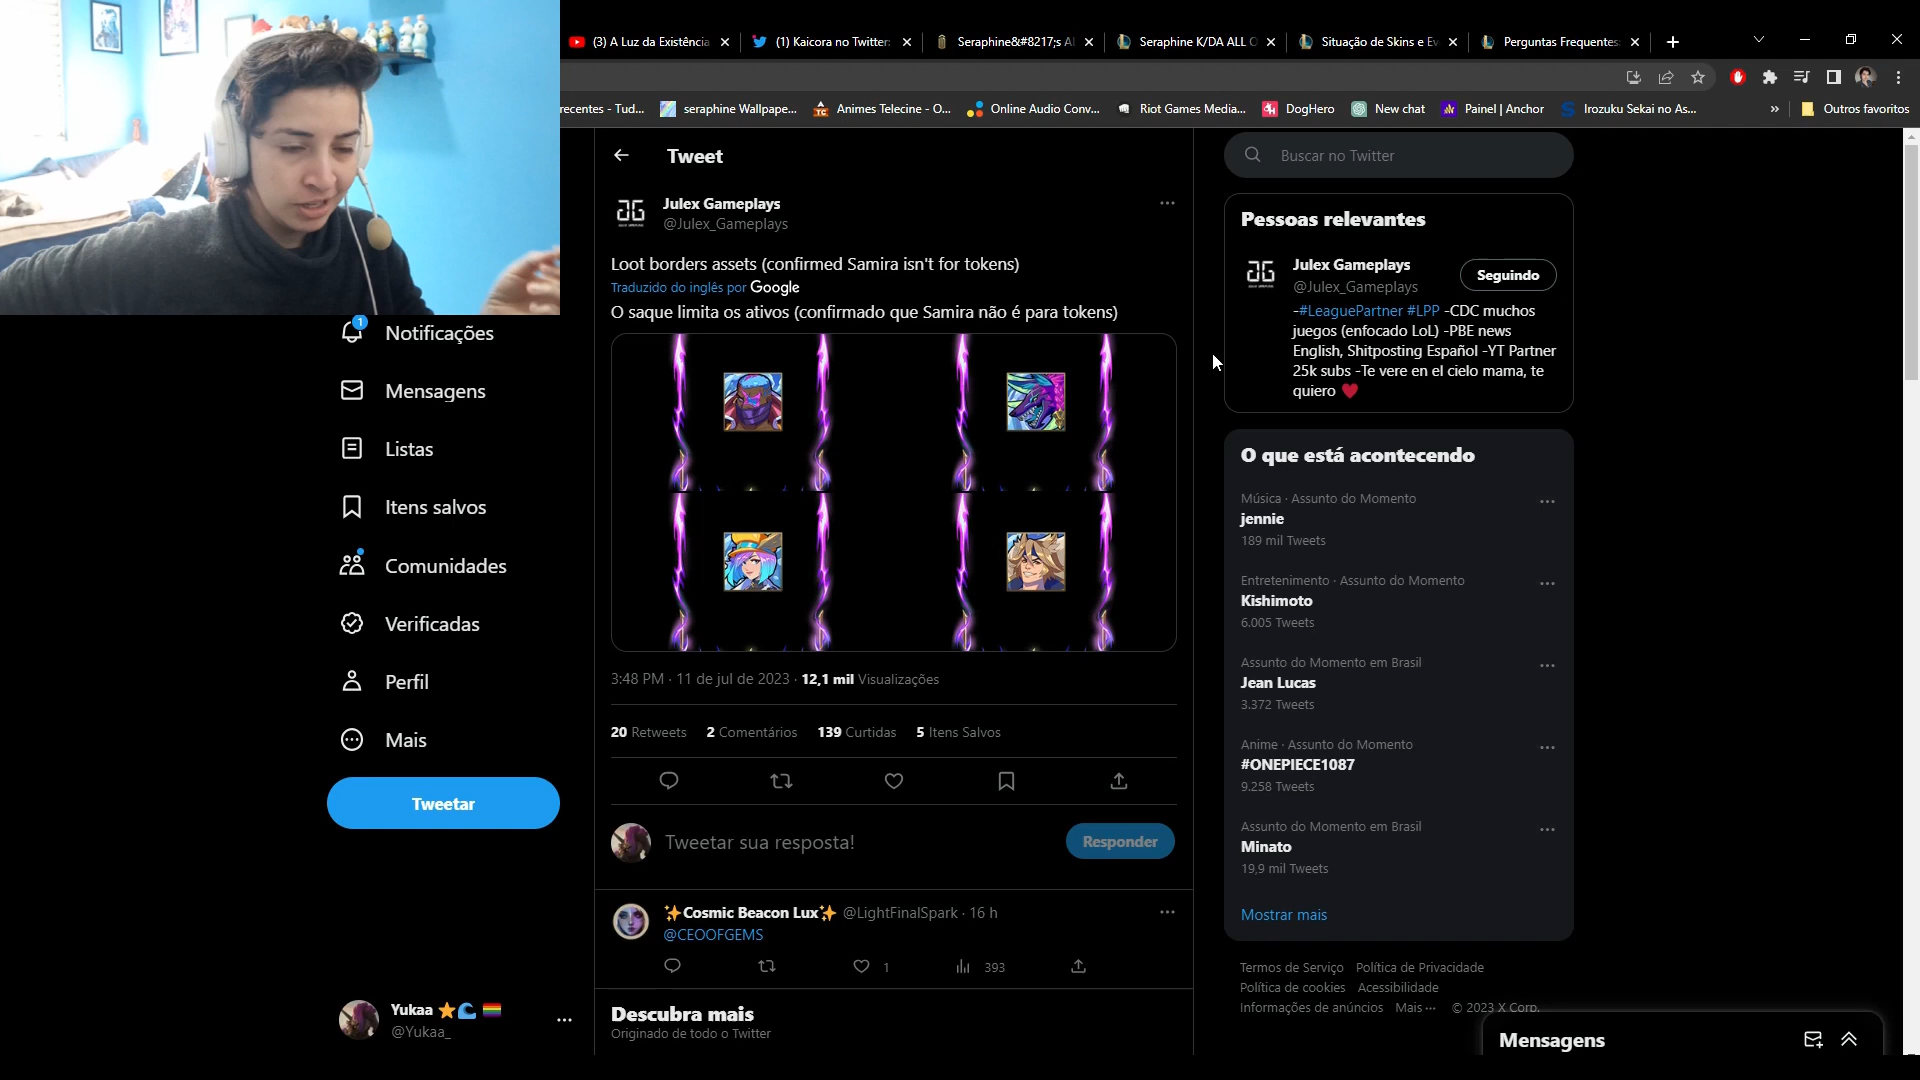 (3) A Luz da Existência
(1) Kaicora no Twitter:
Seraphine&#8217;s Al
Seraphine K/DA ALL O
Situação de Skins e Ev
Perguntas Frequentes:
recentes - Tud...
seraphine Wallpape...
Animes Telecine - O...
Online Audio Conv...
Riot Games Media...
DogHero
New chat
Painel | Anchor
Irozuku Sekai no As...
»
Outros favoritos
Tweet
Julex Gameplays
@Julex_Gameplays
Loot borders assets (confirmed Samira isn't for tokens)
Traduzido do inglês por Google
O saque limita os ativos (confirmado que Samira não é para tokens)
3:48 PM · 11 de jul de 2023 · 12,1 mil Visualizações
20 Retweets 2 Comentários 139 Curtidas 5 Itens Salvos
Tweetar sua resposta!
Responder
✨Cosmic Beacon Lux✨ @LightFinalSpark · 16 h
@CEOOFGEMS
1
393
Descubra mais
Originado de todo o Twitter
1
Notificações
Mensagens
Listas
Itens salvos
Comunidades
Verificadas
Perfil
Mais
Tweetar
Yukaa ⭐🌊 🏳️‍🌈
@Yukaa_
Buscar no Twitter
Pessoas relevantes
Julex Gameplays
@Julex_Gameplays
Seguindo
-#LeaguePartner #LPP -CDC muchos
juegos (enfocado LoL) -PBE news
English, Shitposting Español -YT Partner
25k subs -Te vere en el cielo mama, te
quiero ♥
O que está acontecendo
Música · Assunto do Momento
jennie
189 mil Tweets
Entretenimento · Assunto do Momento
Kishimoto
6.005 Tweets
Assunto do Momento em Brasil
Jean Lucas
3.372 Tweets
Anime · Assunto do Momento
#ONEPIECE1087
9.258 Tweets
Assunto do Momento em Brasil
Minato
19,9 mil Tweets
Mostrar mais
Termos de Serviço Política de Privacidade
Política de cookies Acessibilidade
Informações de anúncios Mais ··· © 2023 X Corp.
Mensagens